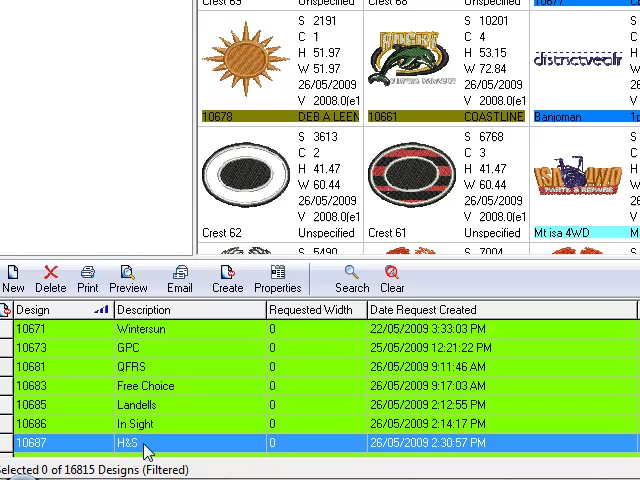 Crest 69 Unspecified Crest 68 Unspecified 10677
S 2191 S 10201
C 1 C 4
H 51.97 H 53.15
W 51.97 W 72.84
26/05/2009 26/05/2009
V 2008.0(e1 V 2008.0(e1
10678 DEB A LEEN 10661 COASTLINE Banjoman
S 3613 S 6768
C 2 C 3
H 41.47 H 41.47
W 60.44 W 60.44
26/05/2009 26/05/2009
V 2008.0(e1 V 2008.0(e1
Crest 62 Unspecified Crest 61 Unspecified Mt isa 4WD M
S 5490 S 7004
New Delete Print Preview Email Create Properties Search Clear
Design Description Requested Width Date Request Created
10671 Wintersun 0 22/05/2009 3:33:03 PM
10673 GPC 0 25/05/2009 12:21:22 PM
10681 QFRS 0 26/05/2009 9:11:46 AM
10683 Free Choice 0 26/05/2009 9:17:03 AM
10685 Landells 0 26/05/2009 2:12:55 PM
10686 In Sight 0 26/05/2009 2:14:17 PM
10687 H&S 0 26/05/2009 2:30:57 PM
Selected 0 of 16815 Designs (Filtered)